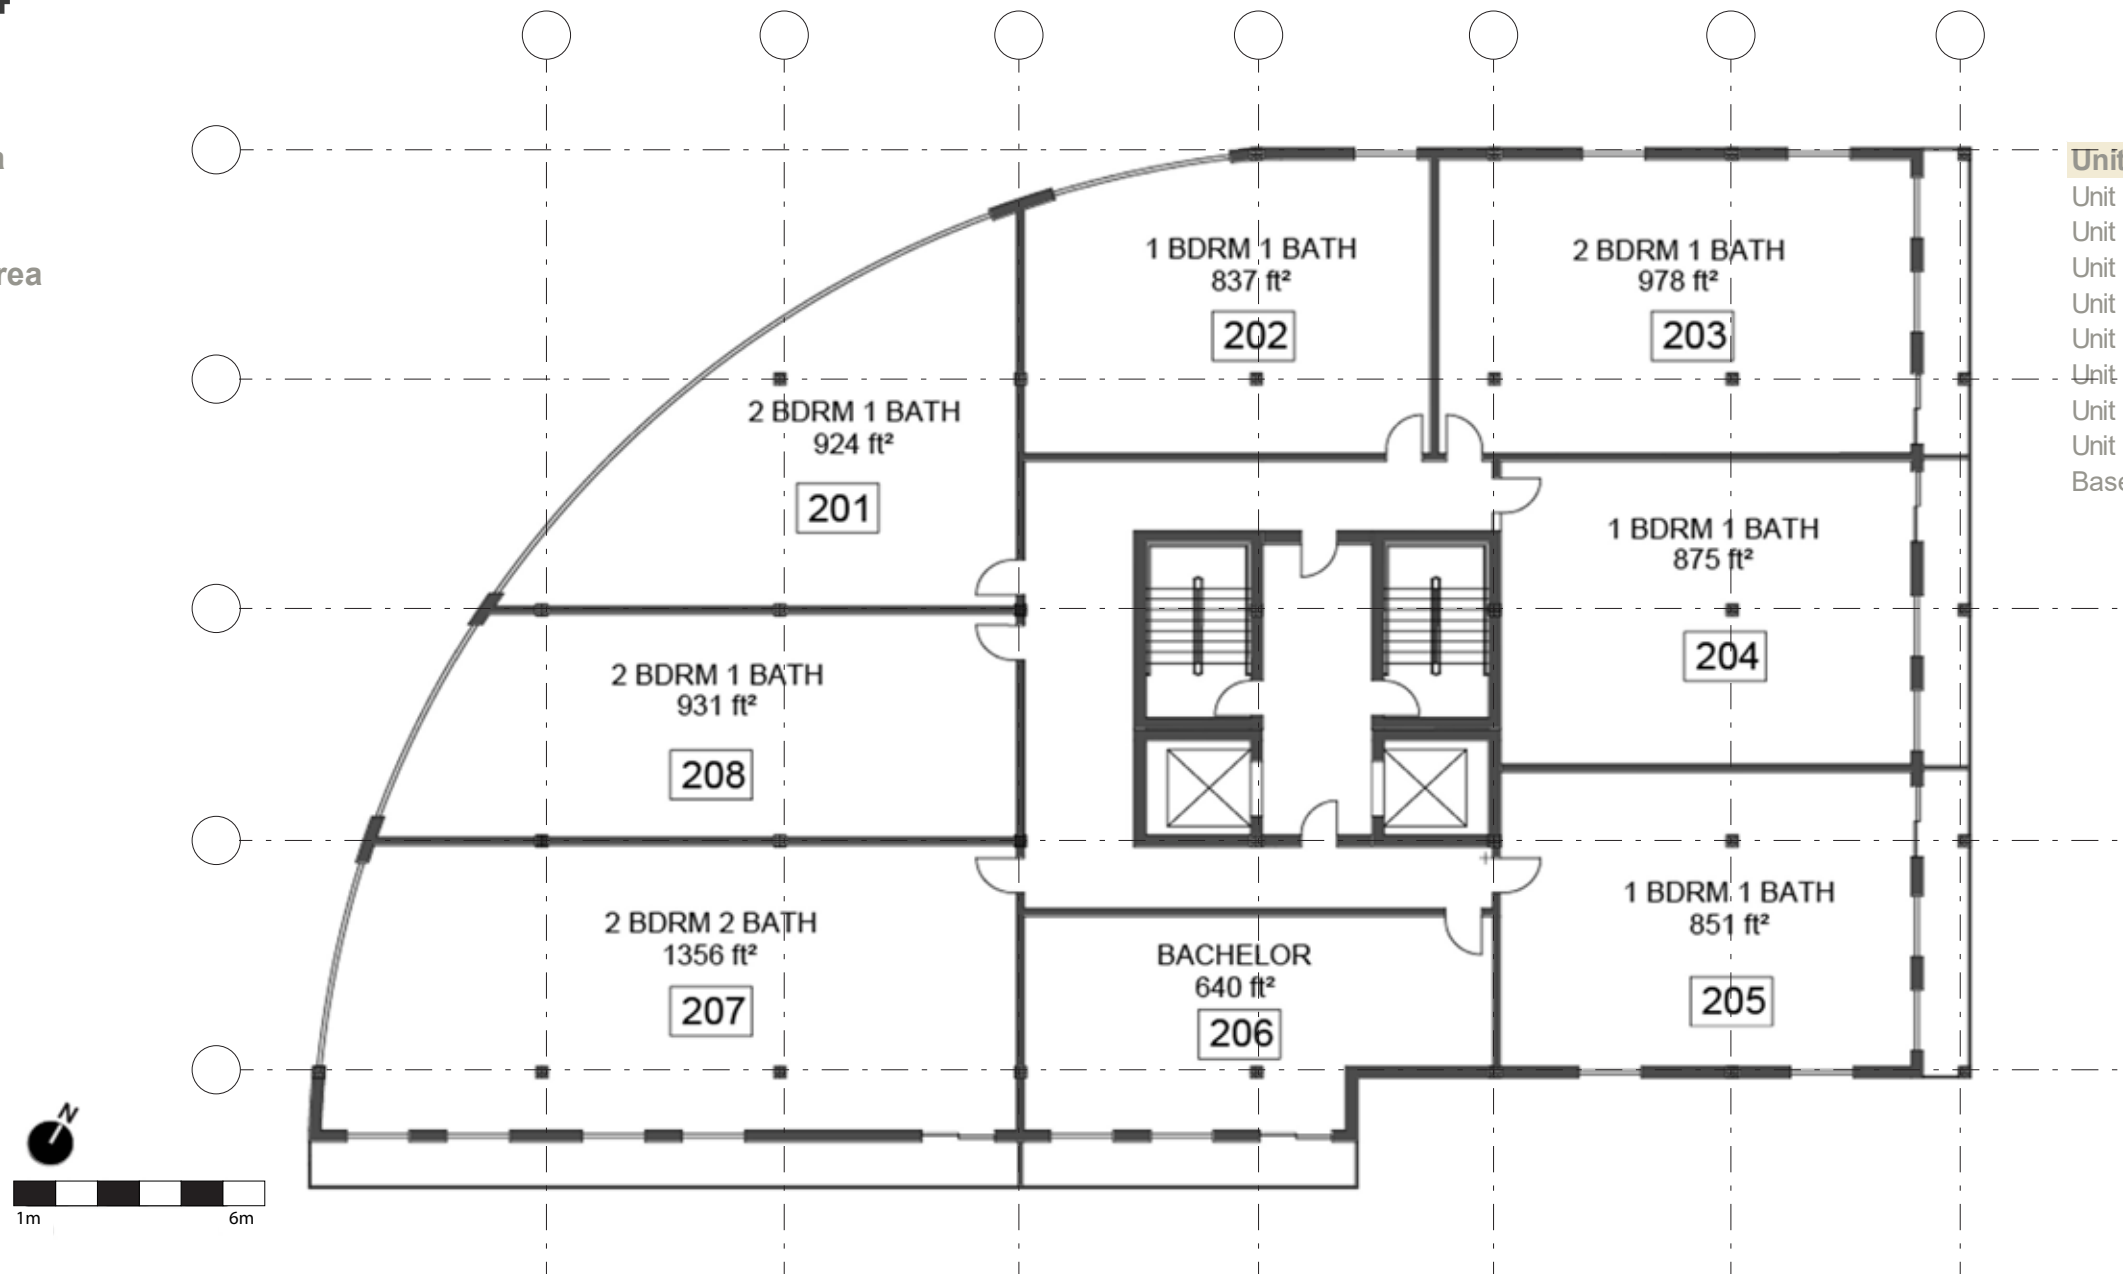 rea
1 BDRM 1 BATH
837 ft²
202
2 BDRM 1 BATH
978 ft²
203
2 BDRM 1 BATH
924 ft²
201
1 BDRM 1 BATH
875 ft²
204
2 BDRM 1 BATH
931 ft²
208
2 BDRM 2 BATH
1356 ft²
207
BACHELOR
640 ft²
206
1 BDRM 1 BATH
851 ft²
205
N
1m 6m
Unit
Unit
Unit
Unit
Unit
Unit
Unit
Unit
Unit
Base